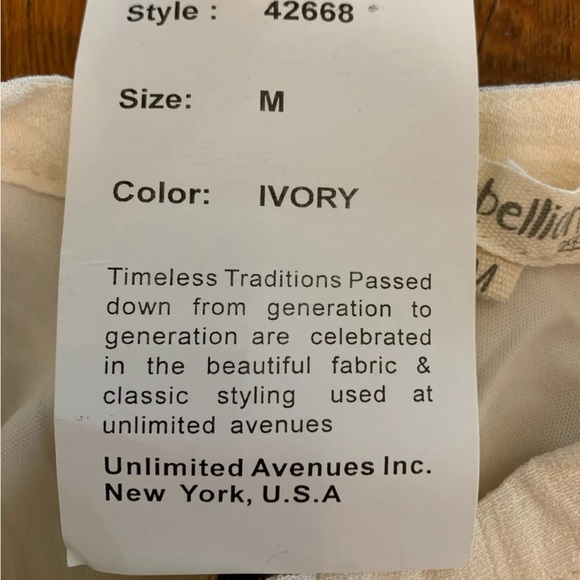 Style : 42668
Size: M
Color: IVORY
Timeless Traditions Passed
down from generation to
generation are celebrated
in the beautiful fabric &
classic styling used at
unlimited avenues
Unlimited Avenues Inc.
New York, U.S.A